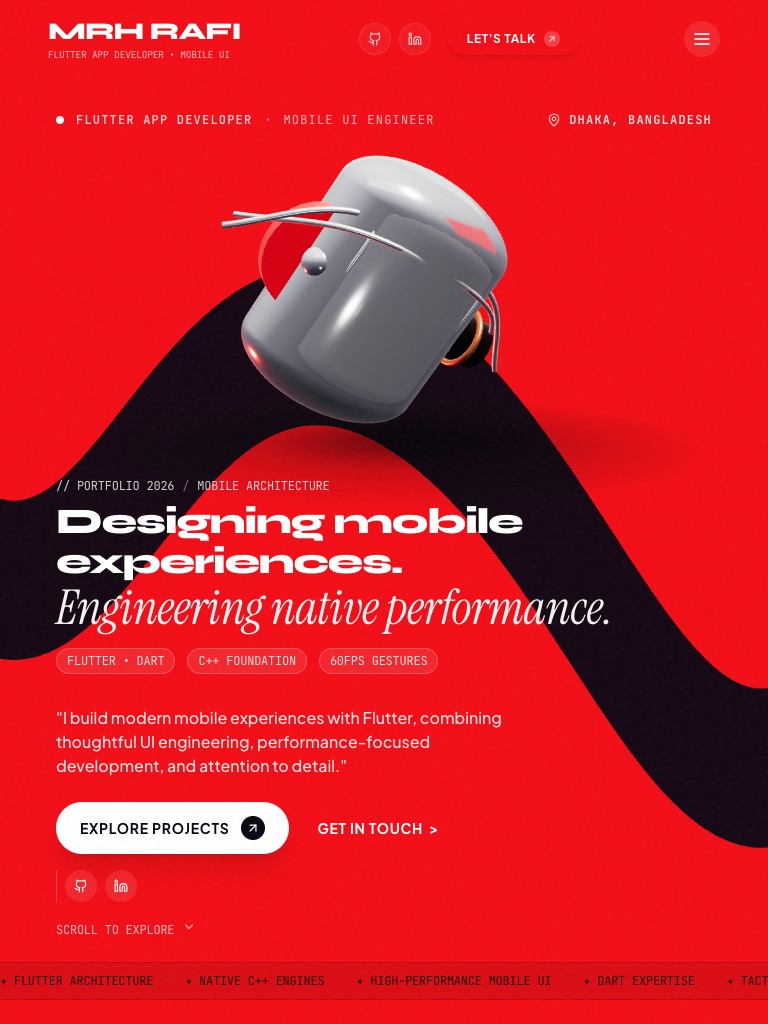 MRH RAFI
FLUTTER APP DEVELOPER • MOBILE UI
LET'S TALK
FLUTTER APP DEVELOPER • MOBILE UI ENGINEER
DHAKA, BANGLADESH
// PORTFOLIO 2026 / MOBILE ARCHITECTURE
Designing mobile
experiences.
Engineering native performance.
FLUTTER • DART
C++ FOUNDATION
60FPS GESTURES
"I build modern mobile experiences with Flutter, combining
thoughtful UI engineering, performance-focused
development, and attention to detail."
EXPLORE PROJECTS
GET IN TOUCH >
SCROLL TO EXPLORE
✦ FLUTTER ARCHITECTURE ✦ NATIVE C++ ENGINES ✦ HIGH-PERFORMANCE MOBILE UI ✦ DART EXPERTISE ✦ TACT